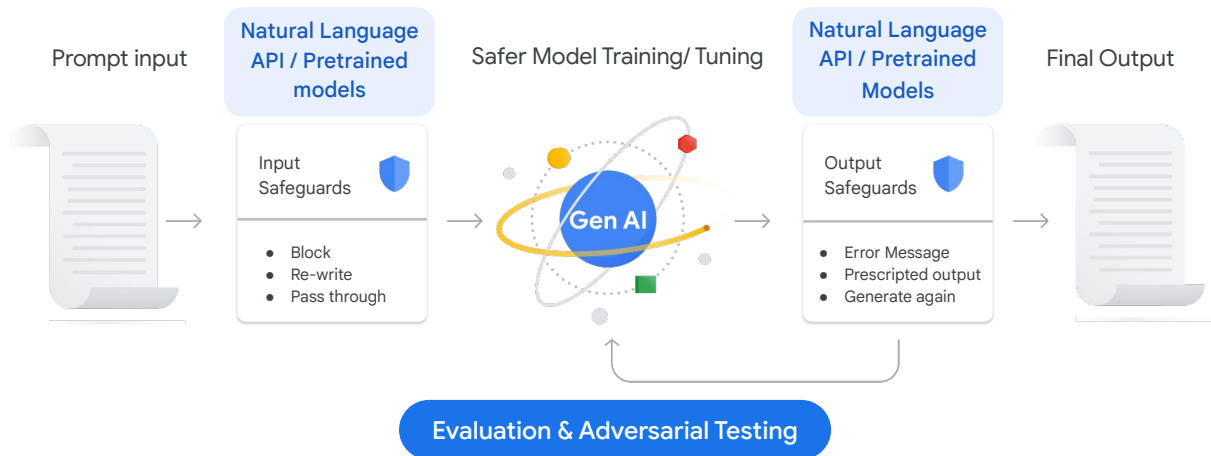 Prompt input
Natural Language
API / Pretrained
models
Safer Model Training/ Tuning
Natural Language
API / Pretrained
Models
Final Output
Input
Safeguards
● Block
● Re-write
● Pass through
Gen AI
Output
Safeguards
● Error Message
● Prescripted output
● Generate again
Evaluation & Adversarial Testing